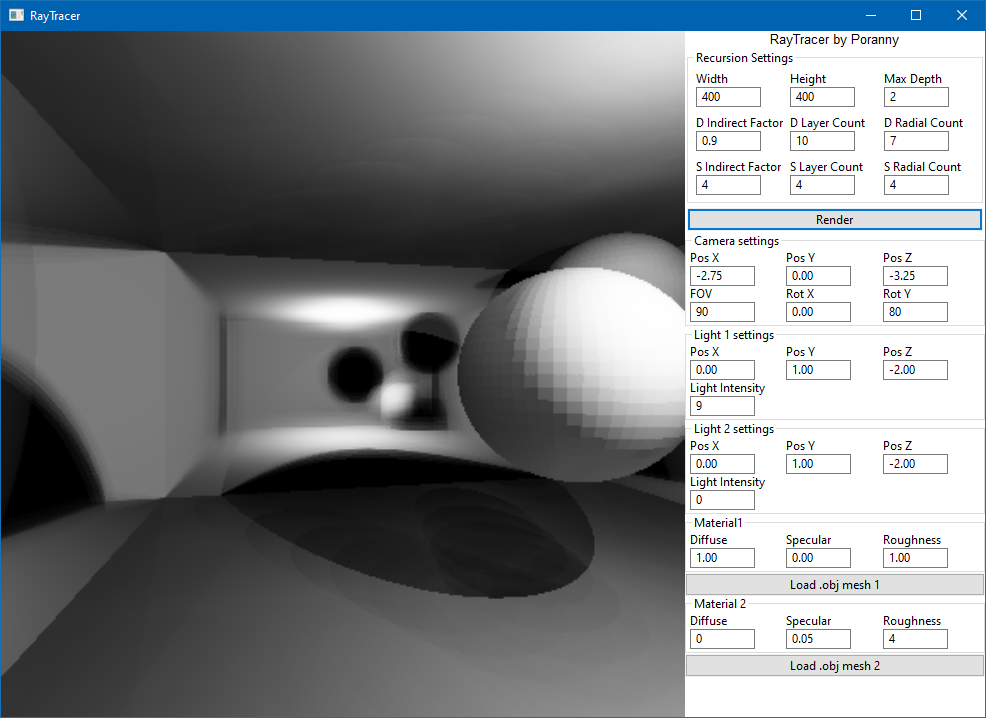 RayTracer
RayTracer by Poranny
Recursion Settings
Width Height Max Depth
400 400 2
D Indirect Factor D Layer Count D Radial Count
0.9 10 7
S Indirect Factor S Layer Count S Radial Count
4 4 4
Render
Camera settings
Pos X Pos Y Pos Z
-2.75 0.00 -3.25
FOV Rot X Rot Y
90 0.00 80
Light 1 settings
Pos X Pos Y Pos Z
0.00 1.00 -2.00
Light Intensity
9
Light 2 settings
Pos X Pos Y Pos Z
0.00 1.00 -2.00
Light Intensity
0
Material1
Diffuse Specular Roughness
1.00 0.00 1.00
Load .obj mesh 1
Material 2
Diffuse Specular Roughness
0 0.05 4
Load .obj mesh 2